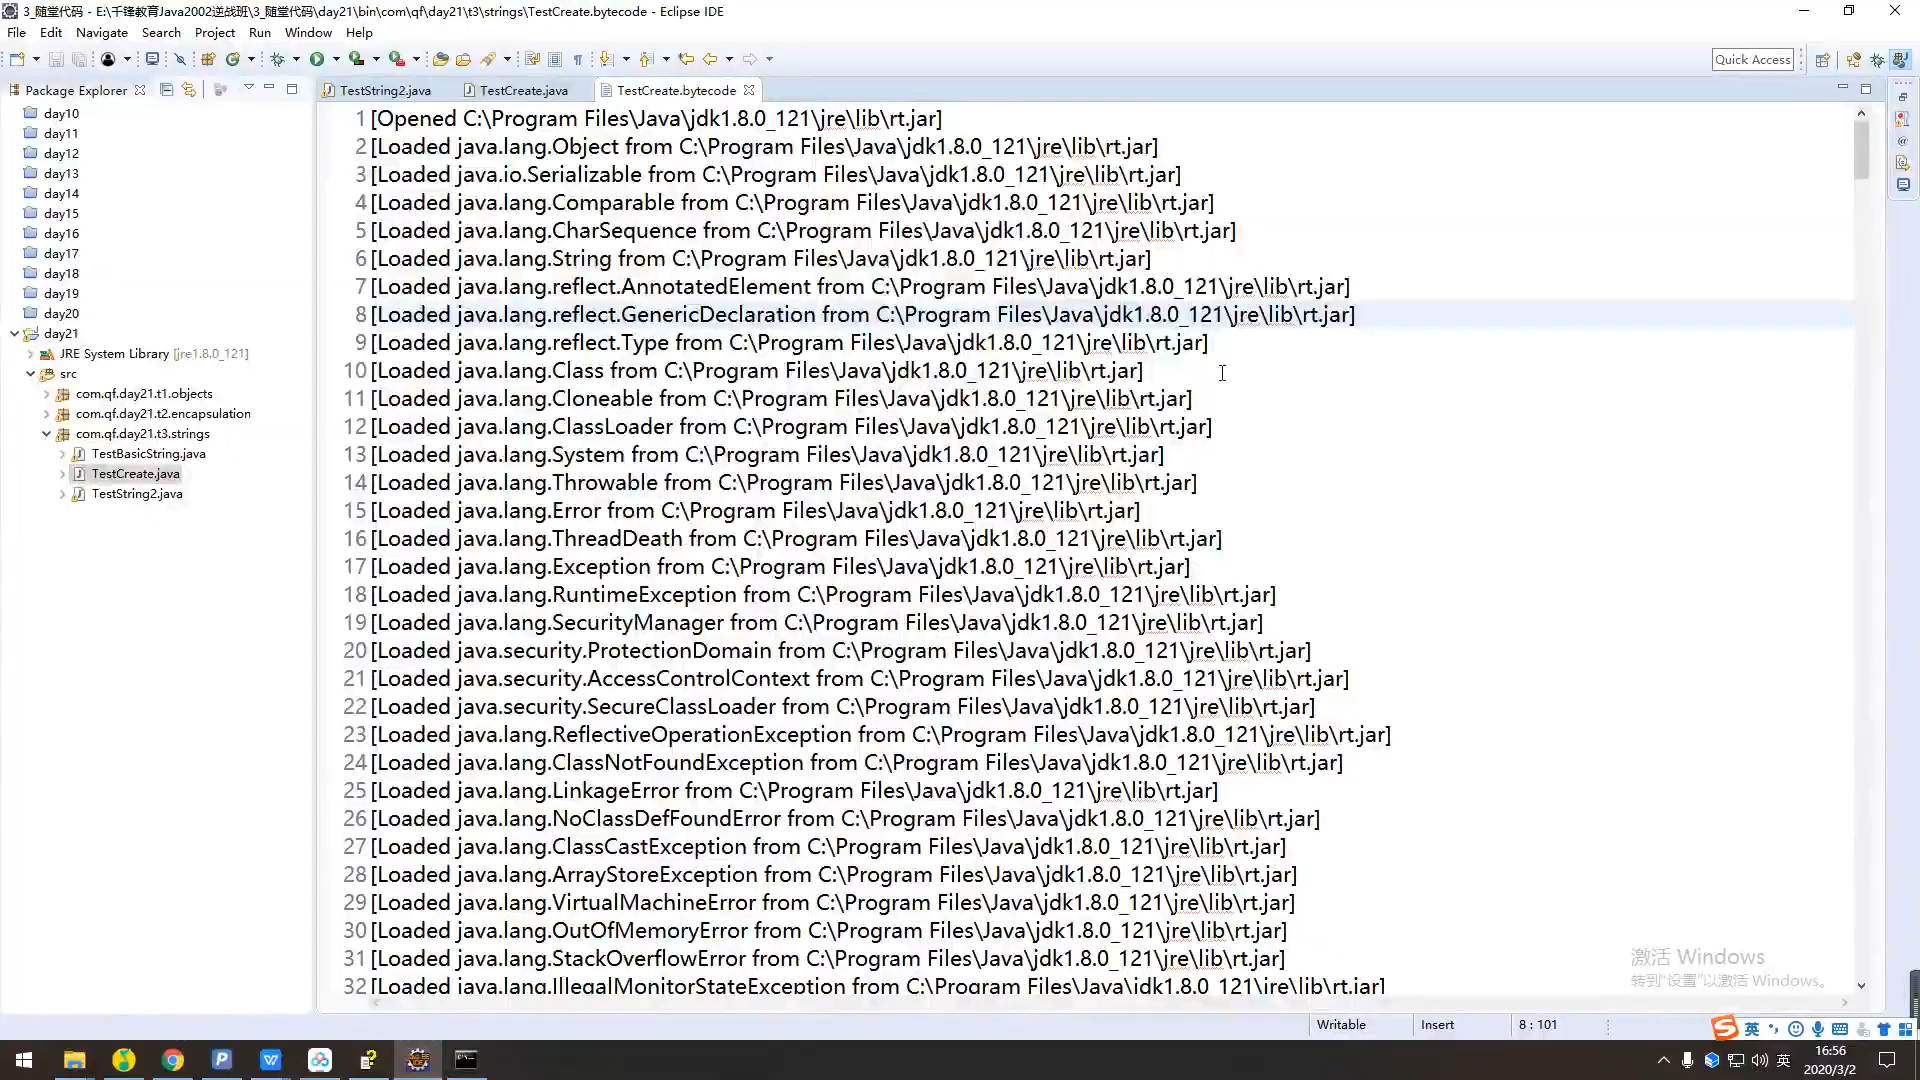 3_随堂代码 - E:\千锋教育Java2002逆战班\3_随堂代码\day21\bin\com\qf\day21\t3\strings\TestCreate.bytecode - Eclipse IDE
File Edit Navigate Search Project Run Window Help
Quick Access
Package Explorer
TestString2.java TestCreate.java TestCreate.bytecode
day10
day11
day12
day13
day14
day15
day16
day17
day18
day19
day20
day21
JRE System Library [jre1.8.0_121]
src
com.qf.day21.t1.objects
com.qf.day21.t2.encapsulation
com.qf.day21.t3.strings
TestBasicString.java
TestCreate.java
TestString2.java
1 [Opened C:\Program Files\Java\jdk1.8.0_121\jre\lib\rt.jar]
2 [Loaded java.lang.Object from C:\Program Files\Java\jdk1.8.0_121\jre\lib\rt.jar]
3 [Loaded java.io.Serializable from C:\Program Files\Java\jdk1.8.0_121\jre\lib\rt.jar]
4 [Loaded java.lang.Comparable from C:\Program Files\Java\jdk1.8.0_121\jre\lib\rt.jar]
5 [Loaded java.lang.CharSequence from C:\Program Files\Java\jdk1.8.0_121\jre\lib\rt.jar]
6 [Loaded java.lang.String from C:\Program Files\Java\jdk1.8.0_121\jre\lib\rt.jar]
7 [Loaded java.lang.reflect.AnnotatedElement from C:\Program Files\Java\jdk1.8.0_121\jre\lib\rt.jar]
8 [Loaded java.lang.reflect.GenericDeclaration from C:\Program Files\Java\jdk1.8.0_121\jre\lib\rt.jar]
9 [Loaded java.lang.reflect.Type from C:\Program Files\Java\jdk1.8.0_121\jre\lib\rt.jar]
10 [Loaded java.lang.Class from C:\Program Files\Java\jdk1.8.0_121\jre\lib\rt.jar]
11 [Loaded java.lang.Cloneable from C:\Program Files\Java\jdk1.8.0_121\jre\lib\rt.jar]
12 [Loaded java.lang.ClassLoader from C:\Program Files\Java\jdk1.8.0_121\jre\lib\rt.jar]
13 [Loaded java.lang.System from C:\Program Files\Java\jdk1.8.0_121\jre\lib\rt.jar]
14 [Loaded java.lang.Throwable from C:\Program Files\Java\jdk1.8.0_121\jre\lib\rt.jar]
15 [Loaded java.lang.Error from C:\Program Files\Java\jdk1.8.0_121\jre\lib\rt.jar]
16 [Loaded java.lang.ThreadDeath from C:\Program Files\Java\jdk1.8.0_121\jre\lib\rt.jar]
17 [Loaded java.lang.Exception from C:\Program Files\Java\jdk1.8.0_121\jre\lib\rt.jar]
18 [Loaded java.lang.RuntimeException from C:\Program Files\Java\jdk1.8.0_121\jre\lib\rt.jar]
19 [Loaded java.lang.SecurityManager from C:\Program Files\Java\jdk1.8.0_121\jre\lib\rt.jar]
20 [Loaded java.security.ProtectionDomain from C:\Program Files\Java\jdk1.8.0_121\jre\lib\rt.jar]
21 [Loaded java.security.AccessControlContext from C:\Program Files\Java\jdk1.8.0_121\jre\lib\rt.jar]
22 [Loaded java.security.SecureClassLoader from C:\Program Files\Java\jdk1.8.0_121\jre\lib\rt.jar]
23 [Loaded java.lang.ReflectiveOperationException from C:\Program Files\Java\jdk1.8.0_121\jre\lib\rt.jar]
24 [Loaded java.lang.ClassNotFoundException from C:\Program Files\Java\jdk1.8.0_121\jre\lib\rt.jar]
25 [Loaded java.lang.LinkageError from C:\Program Files\Java\jdk1.8.0_121\jre\lib\rt.jar]
26 [Loaded java.lang.NoClassDefFoundError from C:\Program Files\Java\jdk1.8.0_121\jre\lib\rt.jar]
27 [Loaded java.lang.ClassCastException from C:\Program Files\Java\jdk1.8.0_121\jre\lib\rt.jar]
28 [Loaded java.lang.ArrayStoreException from C:\Program Files\Java\jdk1.8.0_121\jre\lib\rt.jar]
29 [Loaded java.lang.VirtualMachineError from C:\Program Files\Java\jdk1.8.0_121\jre\lib\rt.jar]
30 [Loaded java.lang.OutOfMemoryError from C:\Program Files\Java\jdk1.8.0_121\jre\lib\rt.jar]
31 [Loaded java.lang.StackOverflowError from C:\Program Files\Java\jdk1.8.0_121\jre\lib\rt.jar]
32 [Loaded java.lang.IllegalMonitorStateException from C:\Program Files\Java\jdk1.8.0_121\jre\lib\rt.jar]
激活 Windows
转到“设置”以激活 Windows。
Writable Insert 8 : 101
英
英
16:56
2020/3/2